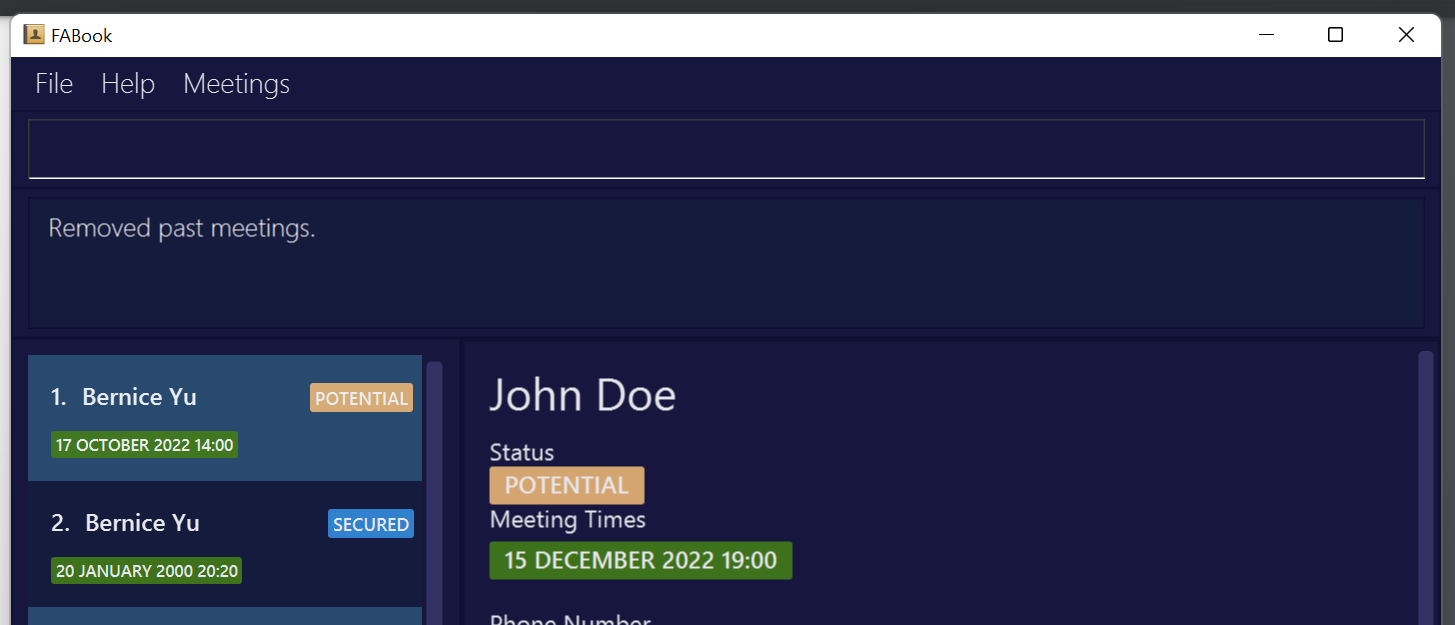 FABook
File Help Meetings
Removed past meetings.
1. Bernice Yu POTENTIAL
17 OCTOBER 2022 14:00
2. Bernice Yu SECURED
20 JANUARY 2000 20:20
John Doe
Status
POTENTIAL
Meeting Times
15 DECEMBER 2022 19:00
Phone Number